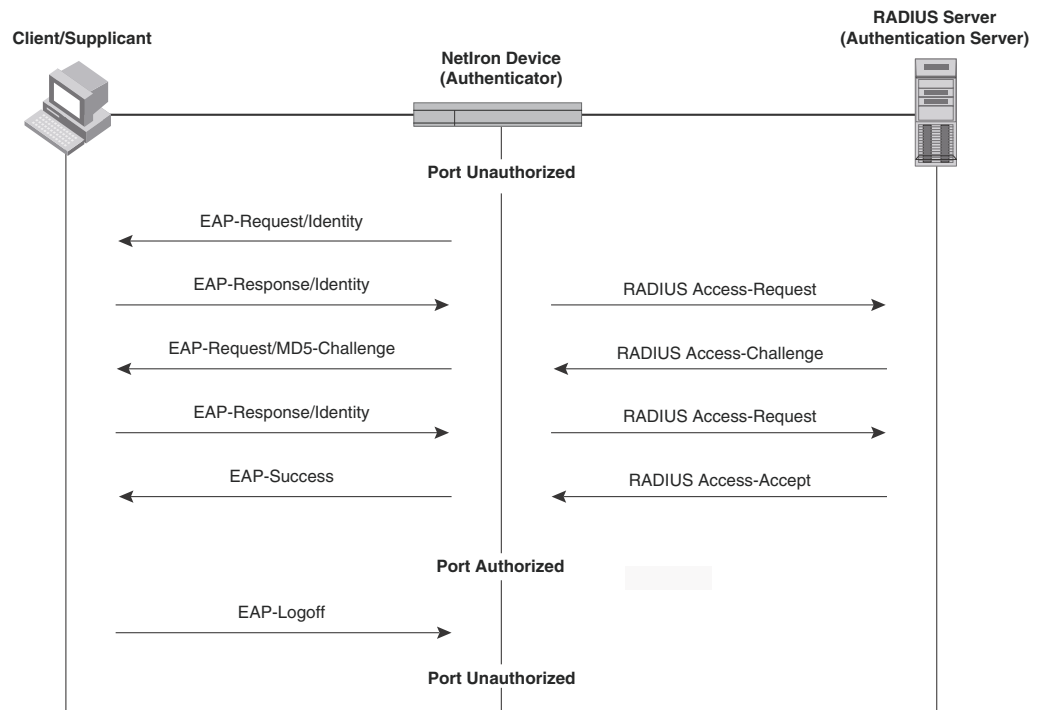 Client/Supplicant
NetIron Device
(Authenticator)
RADIUS Server
(Authentication Server)
Port Unauthorized
EAP-Request/Identity
EAP-Response/Identity
RADIUS Access-Request
EAP-Request/MD5-Challenge
RADIUS Access-Challenge
EAP-Response/Identity
RADIUS Access-Request
EAP-Success
RADIUS Access-Accept
Port Authorized
EAP-Logoff
Port Unauthorized